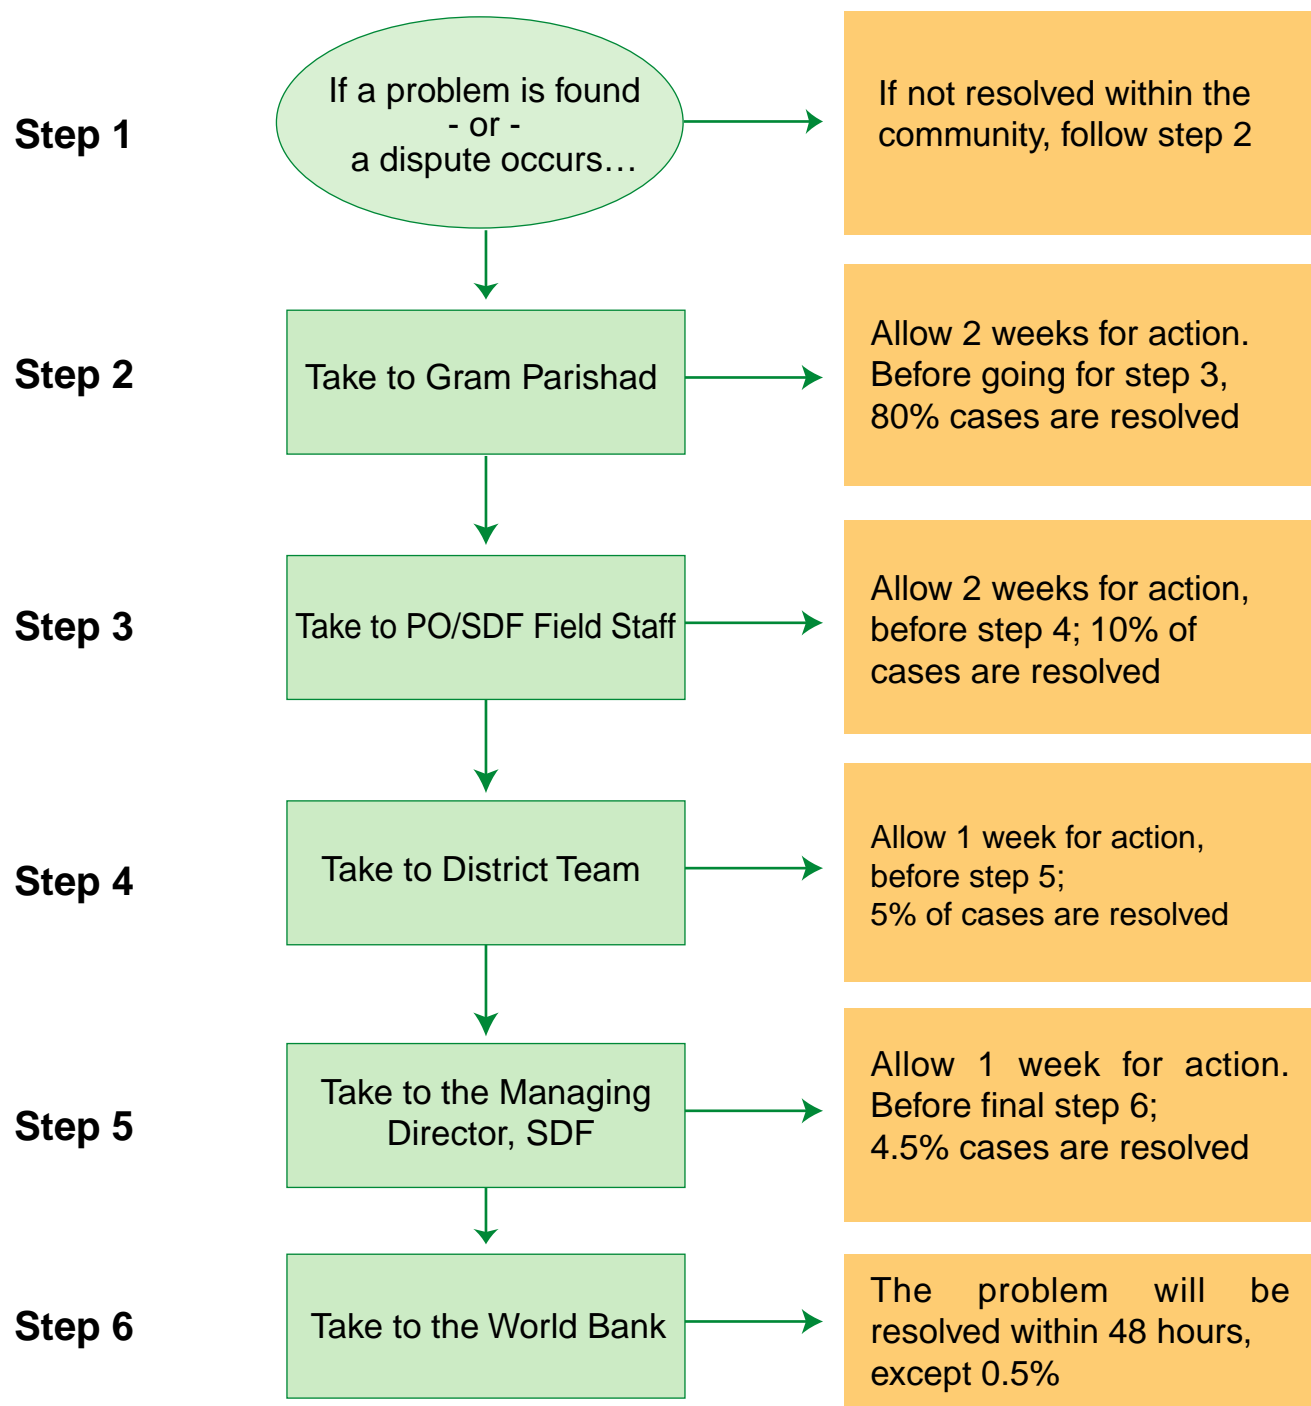 Step 1
If a problem is found
- or -
a dispute occurs…
If not resolved within the
community, follow step 2
Step 2
Take to Gram Parishad
Allow 2 weeks for action.
Before going for step 3,
80% cases are resolved
Step 3
Take to PO/SDF Field Staff
Allow 2 weeks for action,
before step 4; 10% of
cases are resolved
Step 4
Take to District Team
Allow 1 week for action,
before step 5;
5% of cases are resolved
Step 5
Take to the Managing
Director, SDF
Allow 1 week for action.
Before final step 6;
4.5% cases are resolved
Step 6
Take to the World Bank
The problem will be
resolved within 48 hours,
except 0.5%